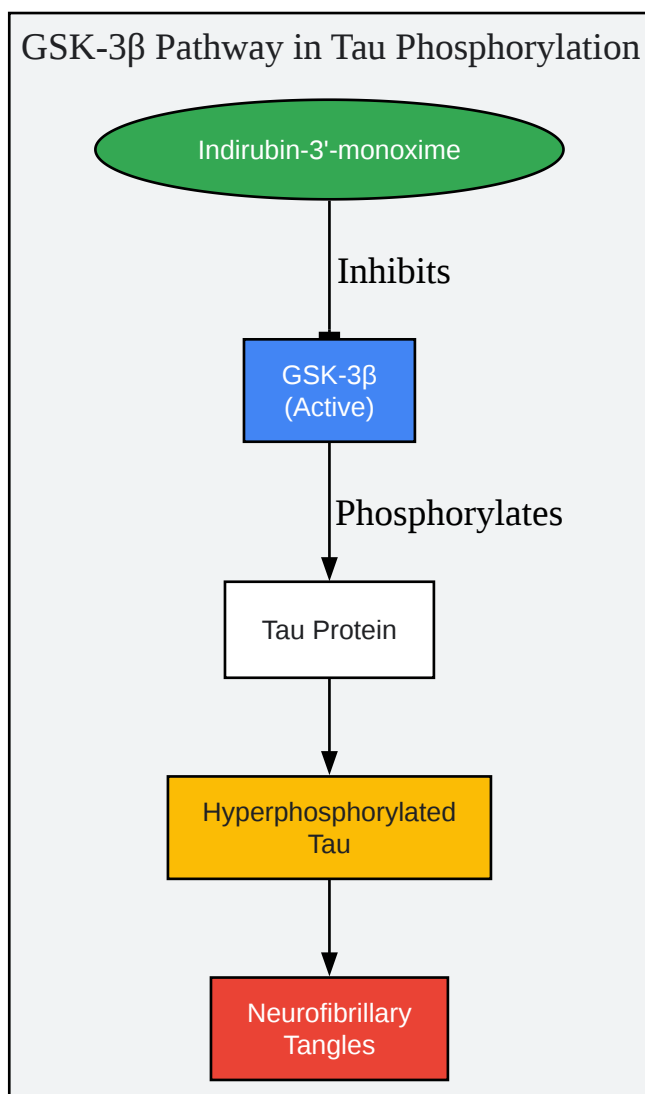 GSK-3β Pathway in Tau Phosphorylation
Indirubin-3'-monoxime
Inhibits
GSK-3β
(Active)
Phosphorylates
Tau Protein
Hyperphosphorylated
Tau
Neurofibrillary
Tangles